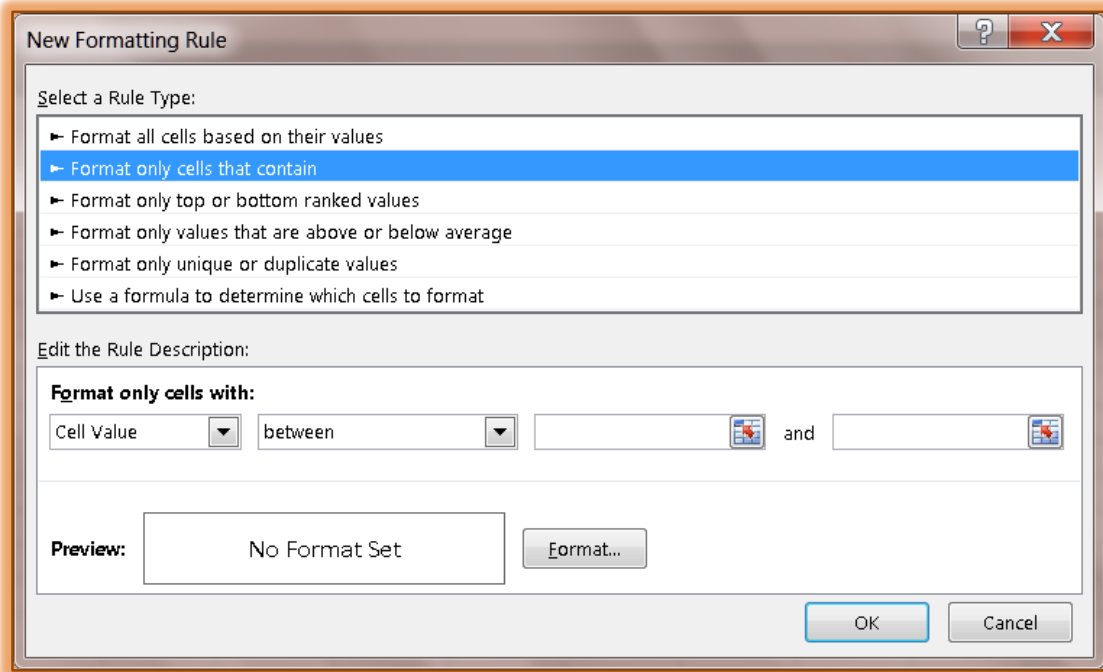 New Formatting Rule
Select a Rule Type:
► Format all cells based on their values
► Format only cells that contain
► Format only top or bottom ranked values
► Format only values that are above or below average
► Format only unique or duplicate values
► Use a formula to determine which cells to format
Edit the Rule Description:
Format only cells with:
Cell Value between and
Preview: No Format Set Format...
OK Cancel